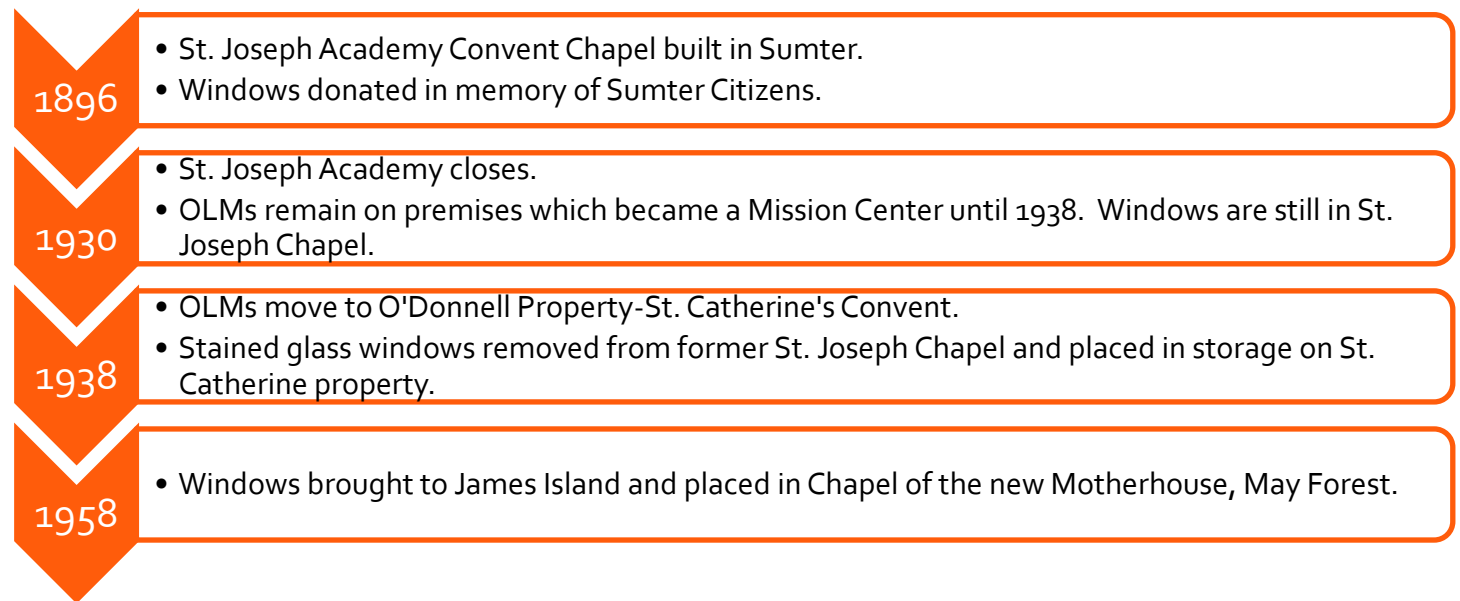 1896
• St. Joseph Academy Convent Chapel built in Sumter.
• Windows donated in memory of Sumter Citizens.
1930
• St. Joseph Academy closes.
• OLMs remain on premises which became a Mission Center until 1938.  Windows are still in St.
Joseph Chapel.
1938
• OLMs move to O'Donnell Property-St. Catherine's Convent.
• Stained glass windows removed from former St. Joseph Chapel and placed in storage on St.
Catherine property.
1958
• Windows brought to James Island and placed in Chapel of the new Motherhouse, May Forest.